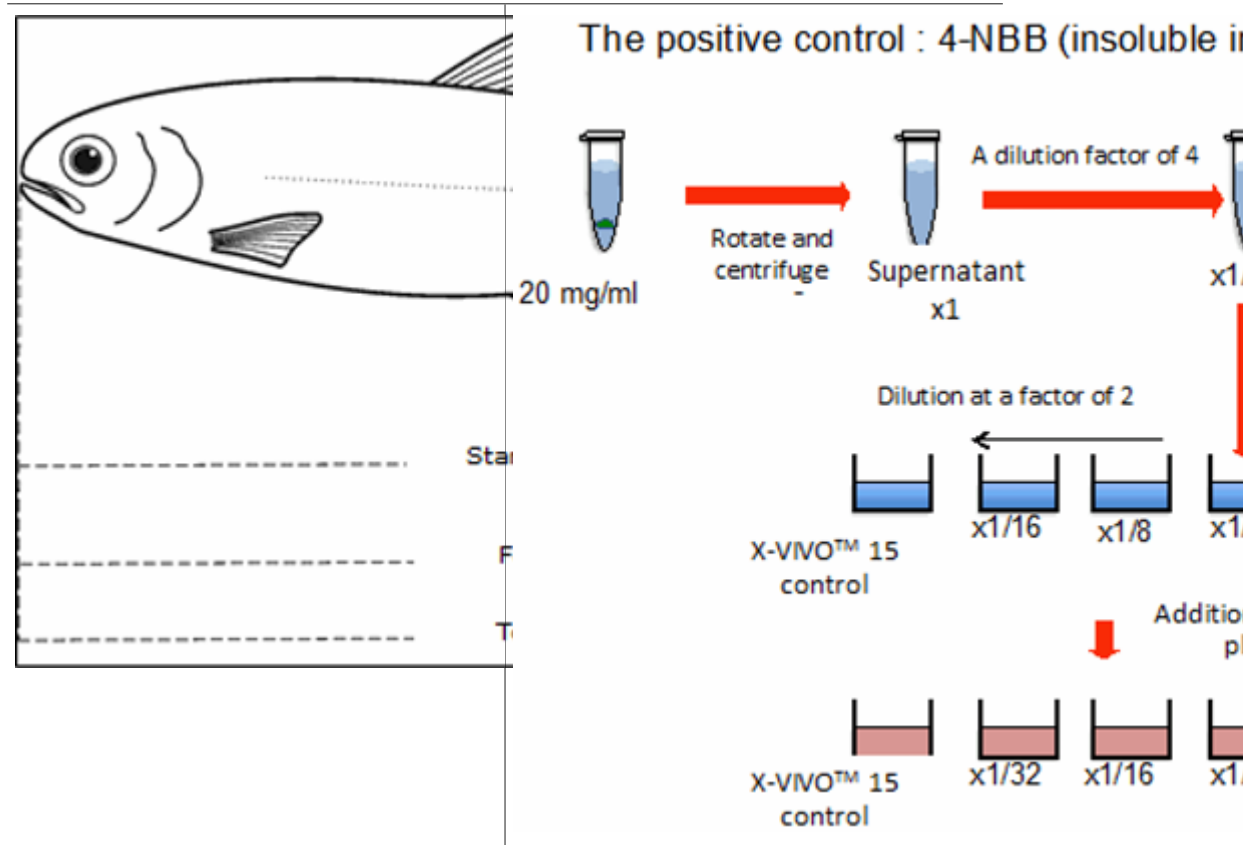 The positive control : 4-NBB (insoluble
A dilution factor of 4
Rotate and
centrifuge
20 mg/ml
Supernatant
x1
Dilution at a factor of 2
x1/16
x1/8
X-VIVO™ 15
control
x1/32
x1/16
X-VIVO™ 15
control